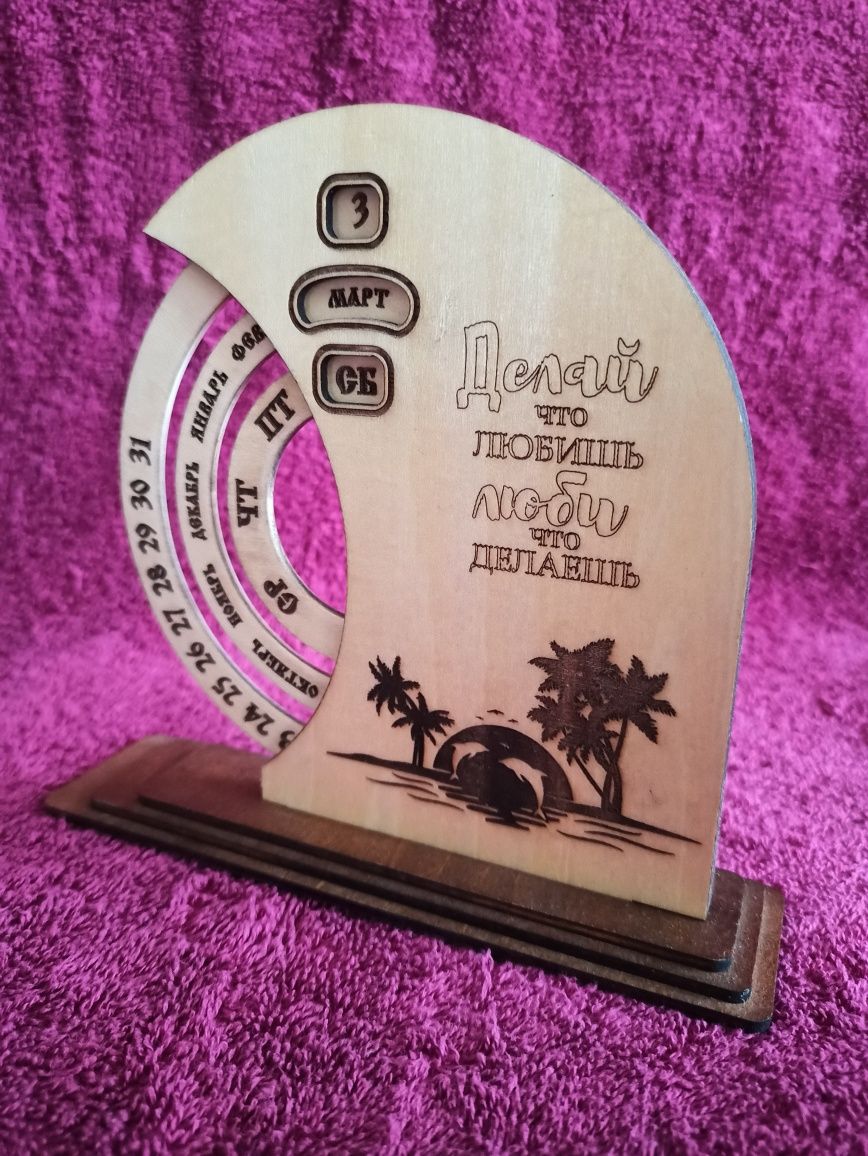 3
МАРТ
СБ
Делай
что
ЛЮБИШЬ
люби
что
ДЕЛАЕШЬ
31
30
29
28
27
26
25
24
ЯНВАРЬ
ДЕКАБРЬ
НОЯБРЬ
ОКТЯБРЬ
ПТ
ЧТ
СР